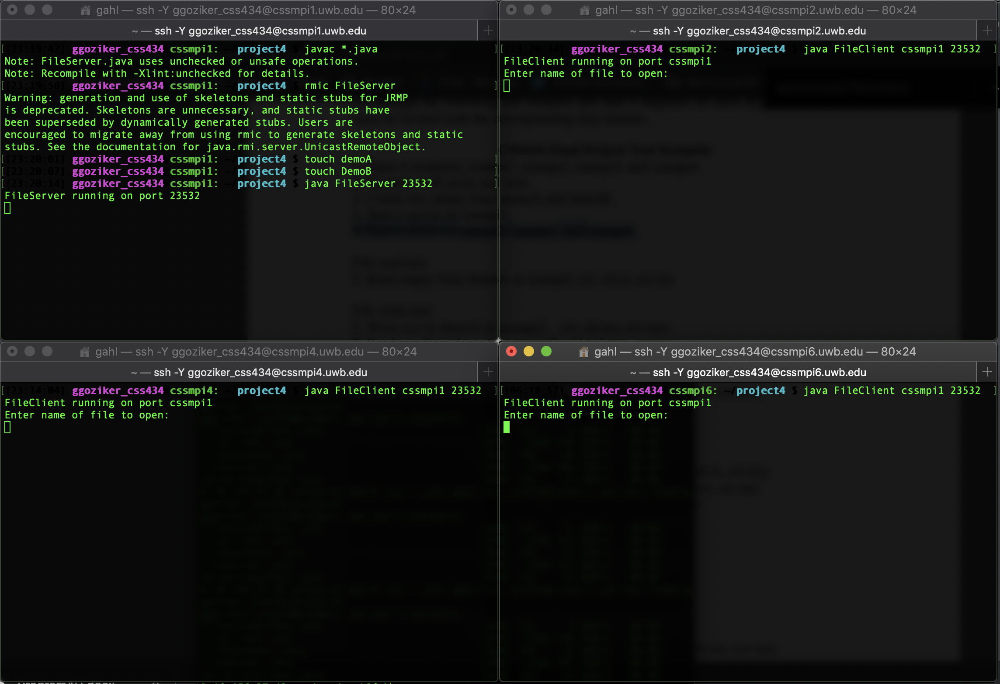 gahl — ssh -Y ggoziker_css434@cssmpi1.uwb.edu — 80×24
~ — ssh -Y ggoziker_css434@cssmpi1.uwb.edu
[[23:19:42] ggoziker_css434 cssmpi1: ~/project4 $ javac *.java ]
Note: FileServer.java uses unchecked or unsafe operations.
Note: Recompile with -Xlint:unchecked for details.
[[23:19:50] ggoziker_css434 cssmpi1: ~/project4 $ rmic FileServer ]
Warning: generation and use of skeletons and static stubs for JRMP
is deprecated. Skeletons are unnecessary, and static stubs have
been superseded by dynamically generated stubs. Users are
encouraged to migrate away from using rmic to generate skeletons and static
stubs. See the documentation for java.rmi.server.UnicastRemoteObject.
[[23:20:01] ggoziker_css434 cssmpi1: ~/project4 $ touch demoA ]
[[23:20:07] ggoziker_css434 cssmpi1: ~/project4 $ touch DemoB ]
[[23:20:14] ggoziker_css434 cssmpi1: ~/project4 $ java FileServer 23532 ]
FileServer running on port 23532
gahl — ssh -Y ggoziker_css434@cssmpi2.uwb.edu — 80×24
~ — ssh -Y ggoziker_css434@cssmpi2.uwb.edu
[[23:20:34] ggoziker_css434 cssmpi2: ~/project4 $ java FileClient cssmpi1 23532 ]
FileClient running on port cssmpi1
Enter name of file to open:
gahl — ssh -Y ggoziker_css434@cssmpi4.uwb.edu — 80×24
~ — ssh -Y ggoziker_css434@cssmpi4.uwb.edu
[[23:14:04] ggoziker_css434 cssmpi4: ~/project4 $ java FileClient cssmpi1 23532 ]
FileClient running on port cssmpi1
Enter name of file to open:
gahl — ssh -Y ggoziker_css434@cssmpi6.uwb.edu — 80×24
~ — ssh -Y ggoziker_css434@cssmpi6.uwb.edu
[[06:18:57] ggoziker_css434 cssmpi6: ~/project4 $ java FileClient cssmpi1 23532 ]
FileClient running on port cssmpi1
Enter name of file to open: